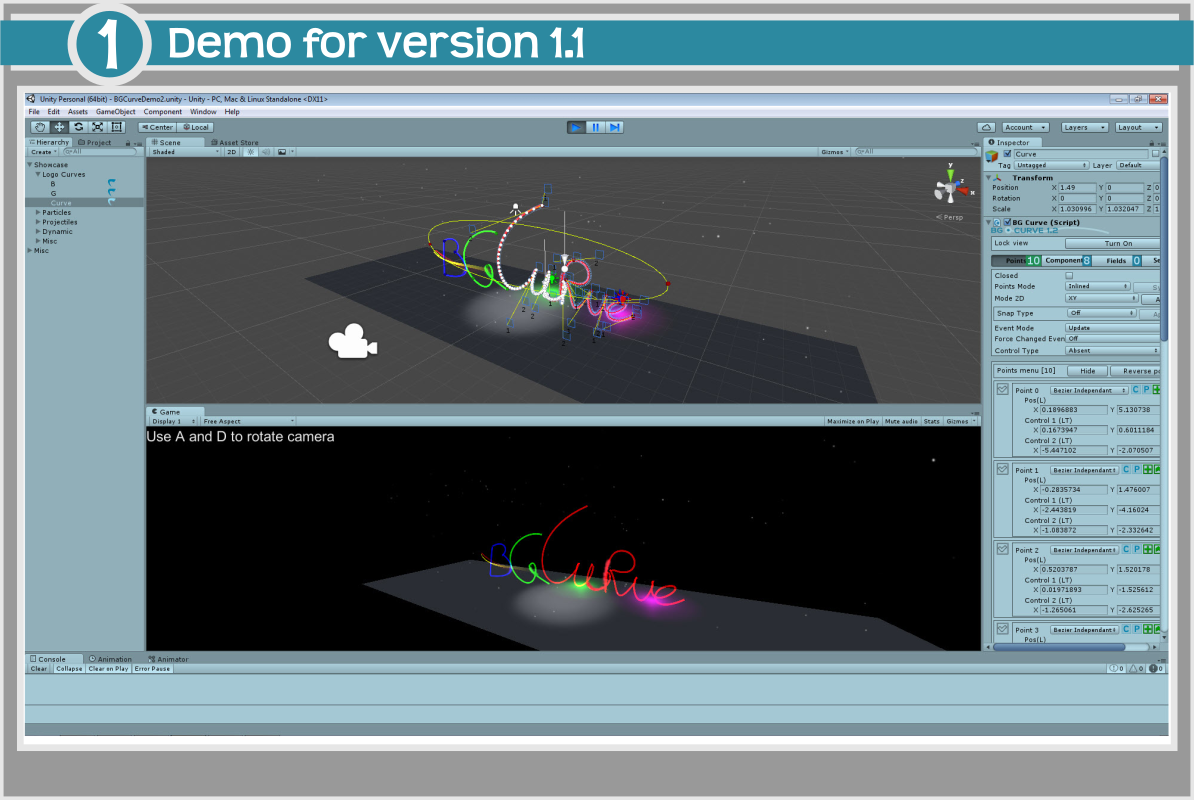 1 Demo for version 1.1
Unity Personal (64bit) - BGCurveDemo2.unity - Unity - PC, Mac & Linux Standalone <DX11>
File Edit Assets GameObject Component Window Help
Center Local Account Layers Layout
Hierarchy Project
Create All
Showcase
Logo Curves
B
G
Curve
Particles
Projectiles
Dynamic
Misc
Misc
Scene Asset Store
Shaded 2D Gizmos All
y
z
x
Persp
Game
Display 1 Free Aspect Maximize on Play Mute audio Stats Gizmos
Use A and D to rotate camera
BG CuRve
Inspector
Curve
Tag Untagged Layer Default
Transform
Position X 1.49 Y 0 Z 0
Rotation X 0 Y 0 Z 0
Scale X 1.030996 Y 1.032047 Z 1
BG Curve (Script)
BG CURVE 1.2
Lock view Turn On
Points 10 Component 8 Fields 0 Se
Closed
Points Mode Inlined
Mode 2D XY
Snap Type Off
Event Mode Update
Force Changed Even Off
Control Type Absent
Points menu [10] Hide Reverse po
Point 0 Bezier Independant C P
Pos(L)
X 0.1896883 Y 5.130738
Control 1 (LT)
X 0.1673947 Y 0.6011184
Control 2 (LT)
X -5.447102 Y -2.070507
Point 1 Bezier Independant C P
Pos(L)
X -0.2835734 Y 1.476007
Control 1 (LT)
X -2.443819 Y -4.16024
Control 2 (LT)
X -1.083872 Y -2.332642
Point 2 Bezier Independant C P
Pos(L)
X 0.5203787 Y 1.520178
Control 1 (LT)
X 0.01971893 Y -1.525612
Control 2 (LT)
X -1.265061 Y -2.625265
Point 3 Bezier Independant C P
Pos(L)
Console Animation Animator
Clear Collapse Clear on Play Error Pause 0 0 0